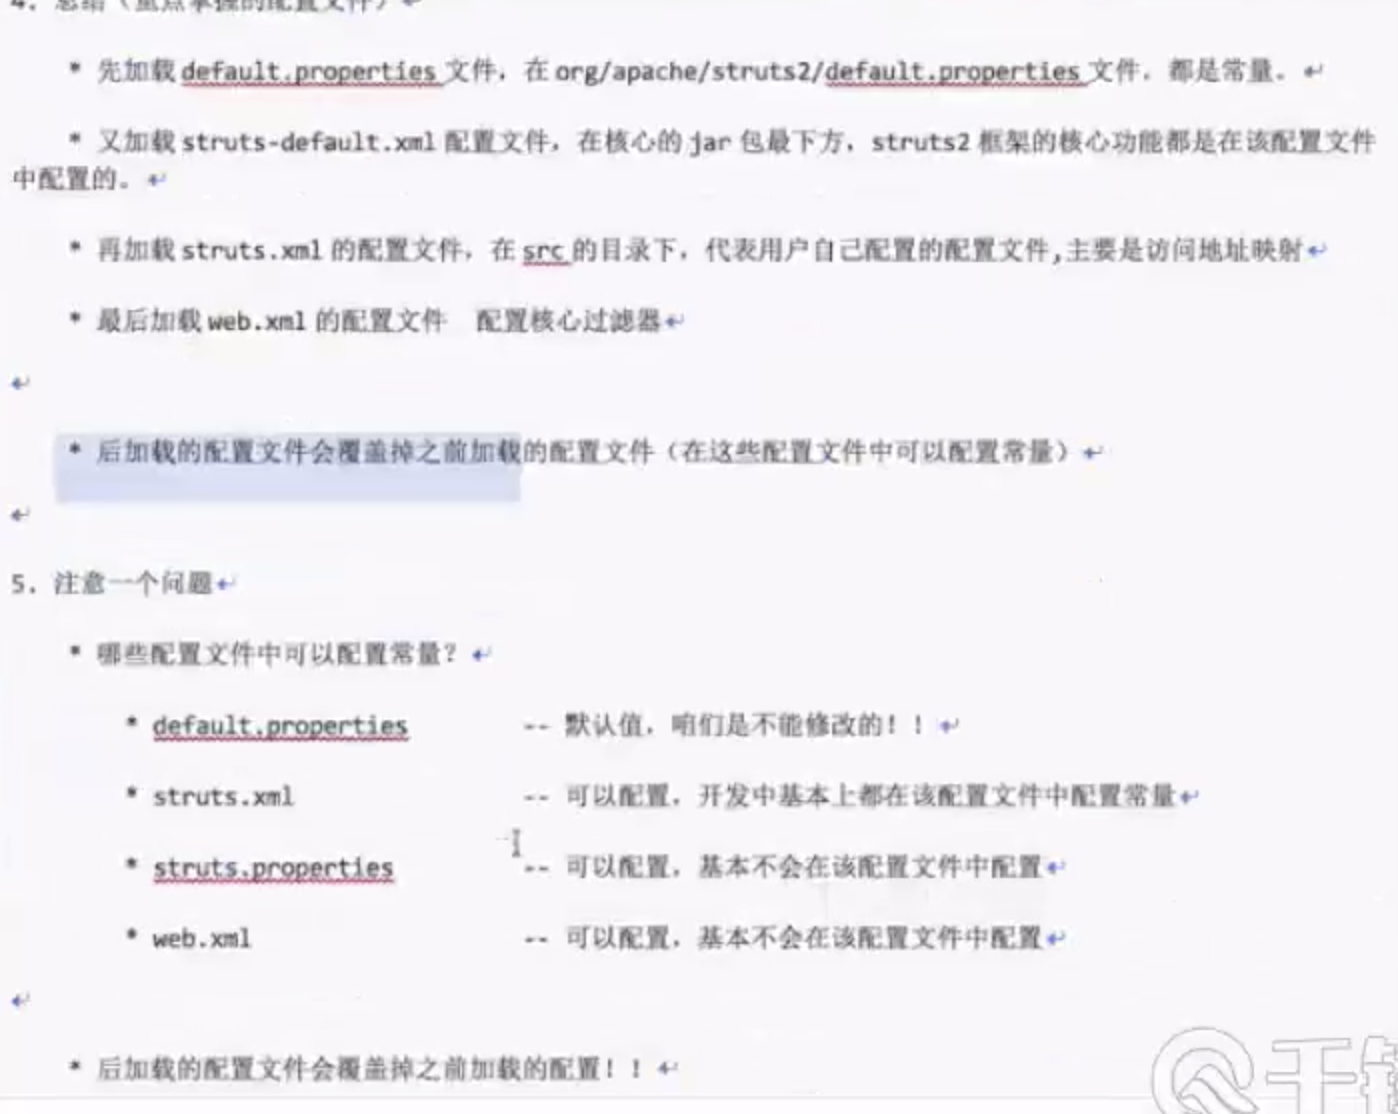 4. 总结（重点掌握的配置文件）
* 先加载 default.properties 文件，在 org/apache/struts2/default.properties 文件，都是常量。
* 又加载 struts-default.xml 配置文件，在核心的 jar 包最下方，struts2 框架的核心功能都是在该配置文件
中配置的。
* 再加载 struts.xml 的配置文件，在 src 的目录下，代表用户自己配置的配置文件,主要是访问地址映射
* 最后加载 web.xml 的配置文件 配置核心过滤器
* 后加载的配置文件会覆盖掉之前加载的配置文件（在这些配置文件中可以配置常量）
5. 注意一个问题
* 哪些配置文件中可以配置常量？
* default.properties -- 默认值，咱们是不能修改的！！
* struts.xml -- 可以配置，开发中基本上都在该配置文件中配置常量
* struts.properties -- 可以配置，基本不会在该配置文件中配置
* web.xml -- 可以配置，基本不会在该配置文件中配置
* 后加载的配置文件会覆盖掉之前加载的配置！！
千